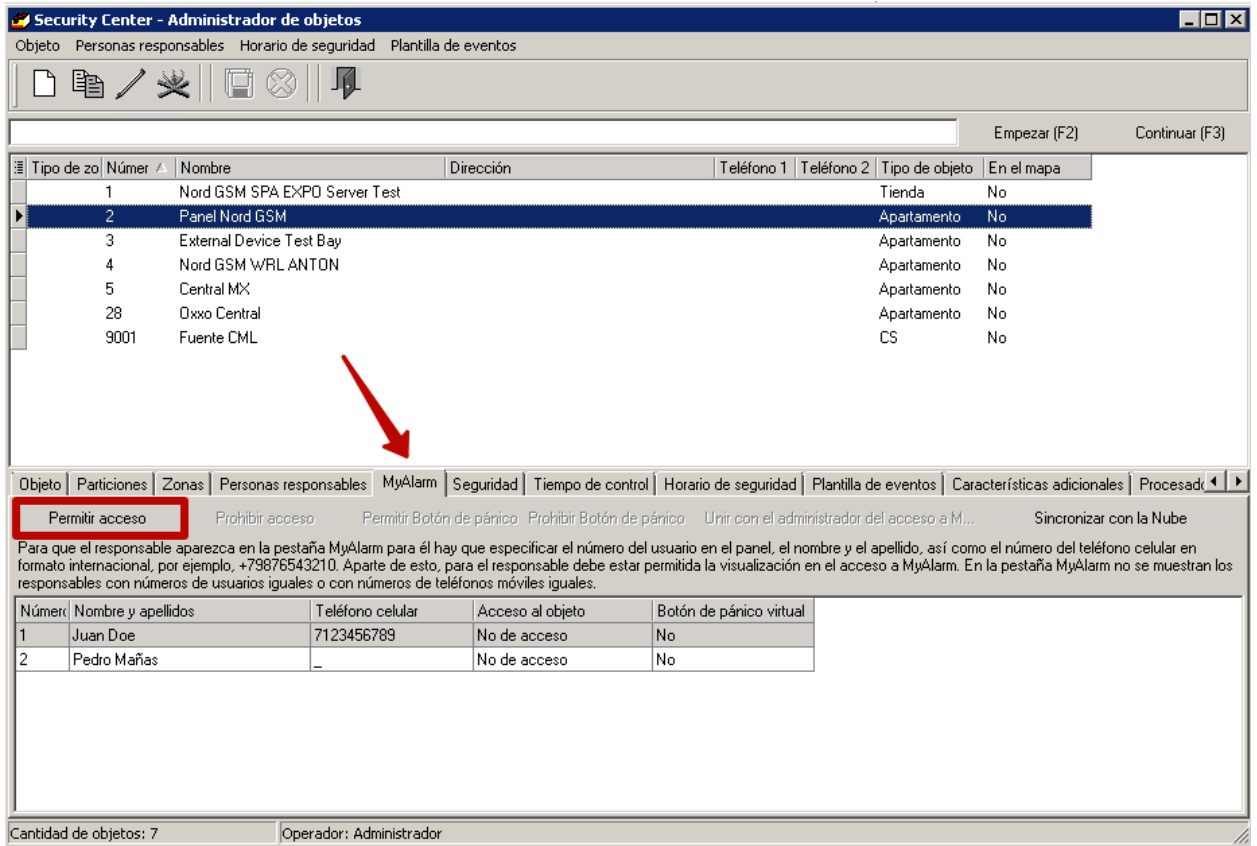 Security Center - Administrador de objetos
Objeto Personas responsables Horario de seguridad Plantilla de eventos
Empezar (F2) Continuar (F3)
Tipo de zo Númer Nombre Dirección Teléfono 1 Teléfono 2 Tipo de objeto En el mapa
1 Nord GSM SPA EXPO Server Test Tienda No
2 Panel Nord GSM Apartamento No
3 External Device Test Bay Apartamento No
4 Nord GSM WRL ANTON Apartamento No
5 Central MX Apartamento No
28 Oxxo Central Apartamento No
9001 Fuente CML CS No
Objeto Particiones Zonas Personas responsables MyAlarm Seguridad Tiempo de control Horario de seguridad Plantilla de eventos Características adicionales Procesado
Permitir acceso Prohibir acceso Permitir Botón de pánico Prohibir Botón de pánico Unir con el administrador del acceso a M... Sincronizar con la Nube
Para que el responsable aparezca en la pestaña MyAlarm para él hay que especificar el número del usuario en el panel, el nombre y el apellido, así como el número del teléfono celular en
formato internacional, por ejemplo, +79876543210. Aparte de esto, para el responsable debe estar permitida la visualización en el acceso a MyAlarm. En la pestaña MyAlarm no se muestran los
responsables con números de usuarios iguales o con números de teléfonos móviles iguales.
Número Nombre y apellidos Teléfono celular Acceso al objeto Botón de pánico virtual
1 Juan Doe 7123456789 No de acceso No
2 Pedro Mañas _ No de acceso No
Cantidad de objetos: 7 Operador: Administrador